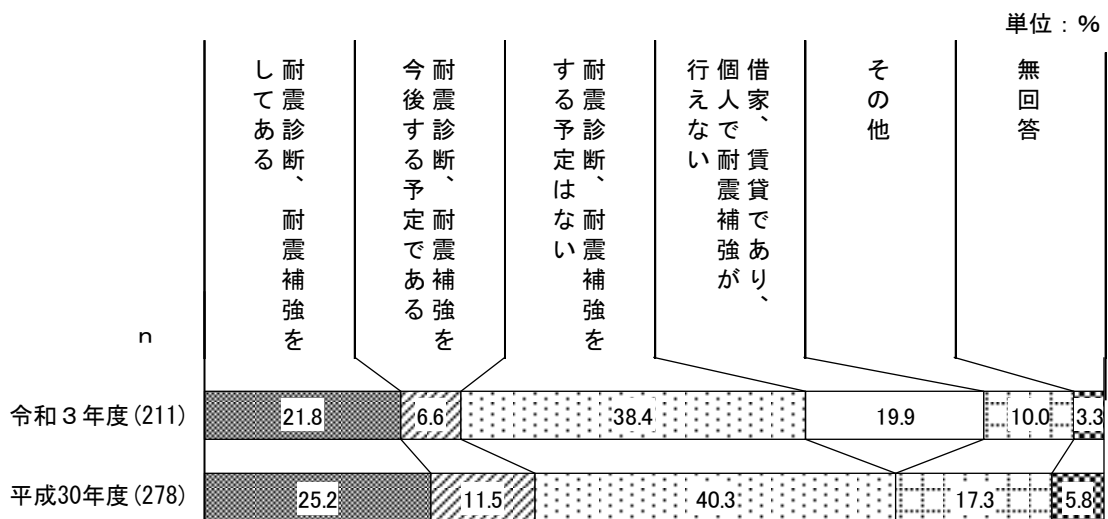 単位：％
耐震診断、耐震補強を
してある
耐震診断、耐震補強を
今後する予定である
耐震診断、耐震補強を
する予定はない
借家、賃貸であり、
個人で耐震補強が
行えない
その他
無回答
n
令和３年度(211)
21.8
6.6
38.4
19.9
10.0
3.3
平成30年度(278)
25.2
11.5
40.3
17.3
5.8